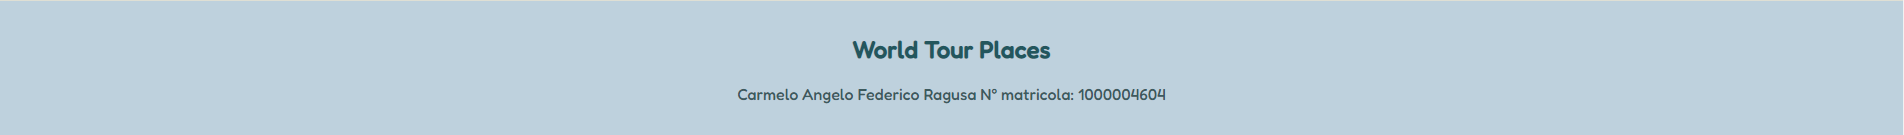 World Tour Places
Carmelo Angelo Federico Ragusa N° matricola: 1000004604